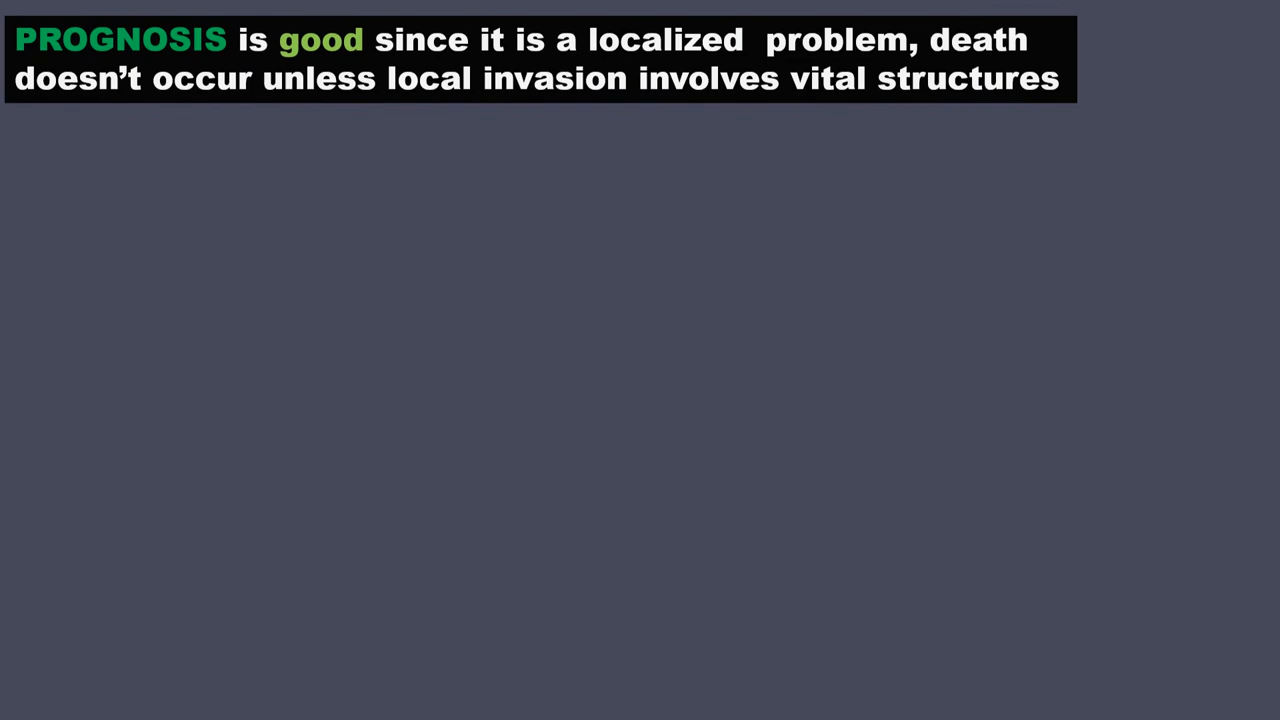 PROGNOSIS is good since it is a localized  problem, death
doesn’t occur unless local invasion involves vital structures